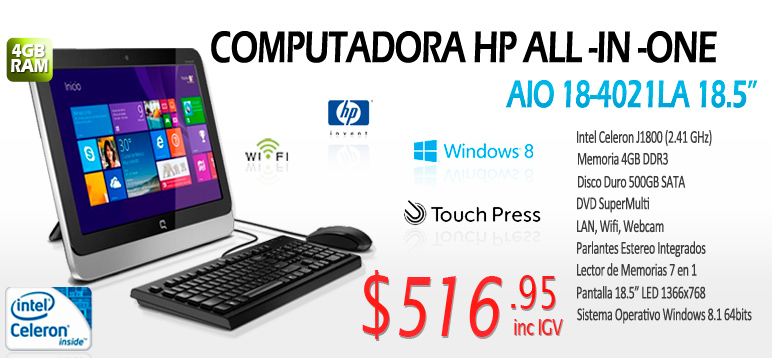 4GB
RAM
COMPUTADORA HP ALL -IN -ONE
AIO 18-4021LA 18.5”
Inicio
hp
invent
WI FI
Windows 8
Touch Press
Intel Celeron J1800 (2.41 GHz)
Memoria 4GB DDR3
Disco Duro 500GB SATA
DVD SuperMulti
LAN, Wifi, Webcam
Parlantes Estereo Integrados
Lector de Memorias 7 en 1
Pantalla 18.5” LED 1366x768
Sistema Operativo Windows 8.1 64bits
$516.95
inc IGV
intel
Celeron
inside™